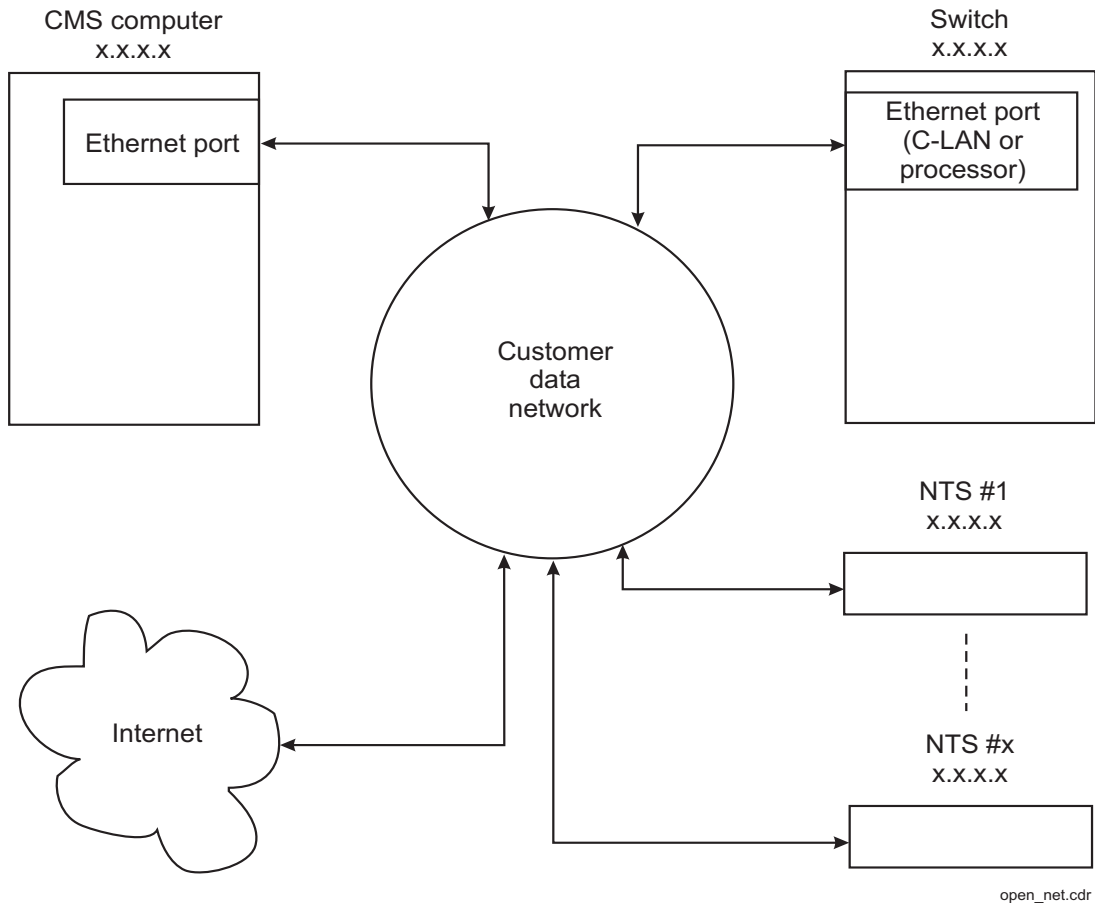 CMS computer
x.x.x.x
Ethernet port
Switch
x.x.x.x
Ethernet port
(C-LAN or
processor)
Customer
data
network
NTS #1
x.x.x.x
Internet
NTS #x
x.x.x.x
open_net.cdr